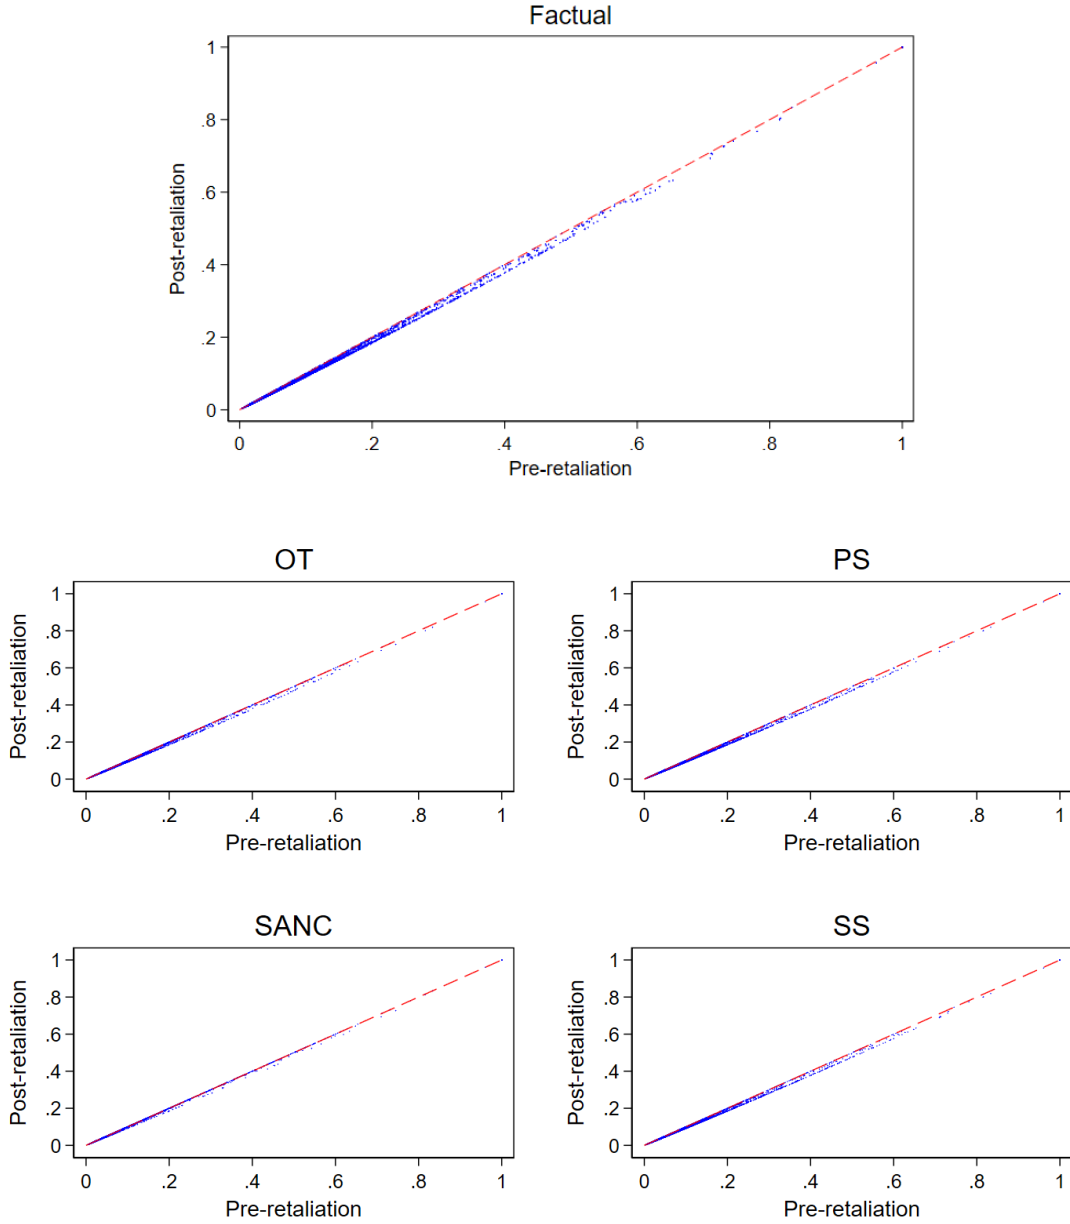 Factual
1
.8
.6
.4
.2
0
Post-retaliation
0 .2 .4 .6 .8 1
Pre-retaliation
OT
1
.8
.6
.4
.2
0
Post-retaliation
0 .2 .4 .6 .8 1
Pre-retaliation
PS
1
.8
.6
.4
.2
0
Post-retaliation
0 .2 .4 .6 .8 1
Pre-retaliation
SANC
1
.8
.6
.4
.2
0
Post-retaliation
0 .2 .4 .6 .8 1
Pre-retaliation
SS
1
.8
.6
.4
.2
0
Post-retaliation
0 .2 .4 .6 .8 1
Pre-retaliation